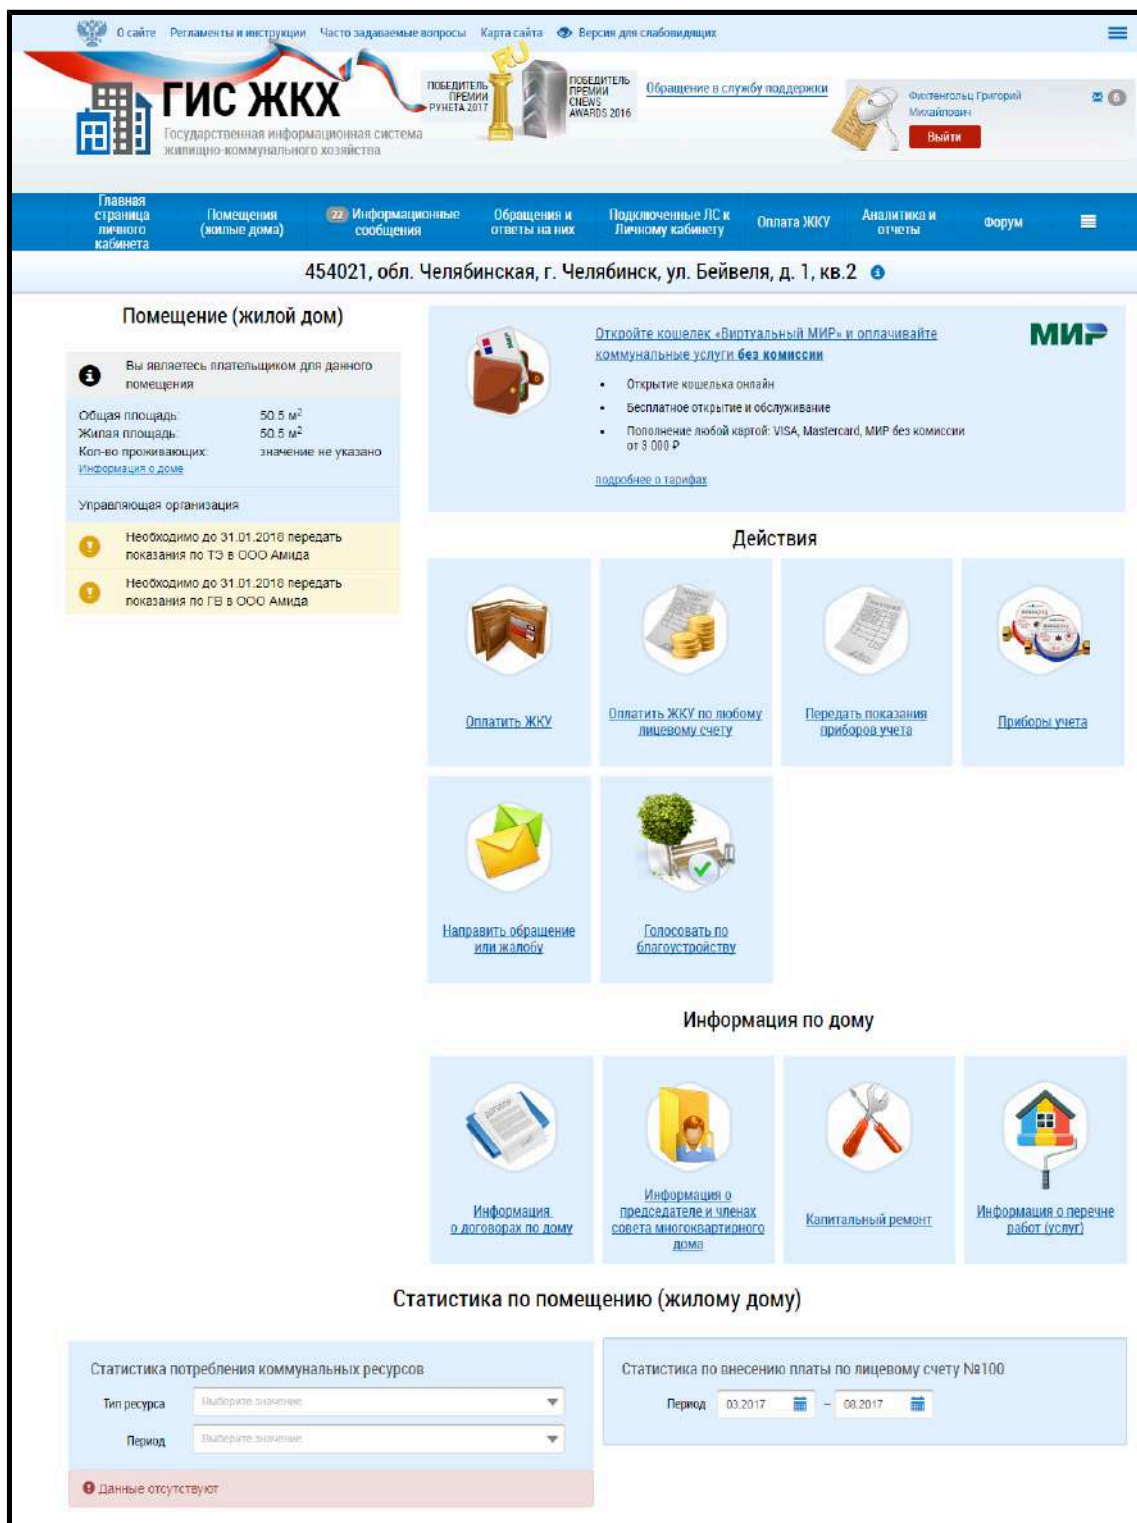 О сайте Регламенты и инструкции Часто задаваемые вопросы Карта сайта Версия для слабовидящих
ГИС ЖКХ
Государственная информационная система
жилищно-коммунального хозяйства
ПОБЕДИТЕЛЬ
ПРЕМИИ
РУНЕТА 2017
RU
ПОБЕДИТЕЛЬ
ПРЕМИИ
CNEWS
AWARDS 2016
Обращение в службу поддержки
Фихтенгольц Григорий
Михайлович
6
Выйти
Главная
страница
личного
кабинета
Помещения
(жилые дома)
22 Информационные
сообщения
Обращения и
ответы на них
Подключенные ЛС к
Личному кабинету
Оплата ЖКУ
Аналитика и
отчеты
Форум
454021, обл. Челябинская, г. Челябинск, ул. Бейвеля, д. 1, кв.2
Помещение (жилой дом)
Вы являетесь плательщиком для данного
помещения
Общая площадь: 50.5 м²
Жилая площадь: 50.5 м²
Кол-во проживающих: значение не указано
Информация о доме
Управляющая организация
Необходимо до 31.01.2018 передать
показания по ТЭ в ООО Амида
Необходимо до 31.01.2018 передать
показания по ГВ в ООО Амида
Откройте кошелек «Виртуальный МИР» и оплачивайте
коммунальные услуги без комиссии
МИР
• Открытие кошелька онлайн
• Бесплатное открытие и обслуживание
• Пополнение любой картой: VISA, Mastercard, МИР без комиссии
от 3 000 ₽
подробнее о тарифах
Действия
Оплатить ЖКУ
Оплатить ЖКУ по любому
лицевому счету
Передать показания
приборов учета
Приборы учета
Направить обращение
или жалобу
Голосовать по
благоустройству
Информация по дому
Информация
о договорах по дому
Информация о
председателе и членах
совета многоквартирного
дома
Капитальный ремонт
Информация о перечне
работ (услуг)
Статистика по помещению (жилому дому)
Статистика потребления коммунальных ресурсов
Тип ресурса Выберите значение
Период Выберите значение
Данные отсутствуют
Статистика по внесению платы по лицевому счету №100
Период 03.2017 – 08.2017